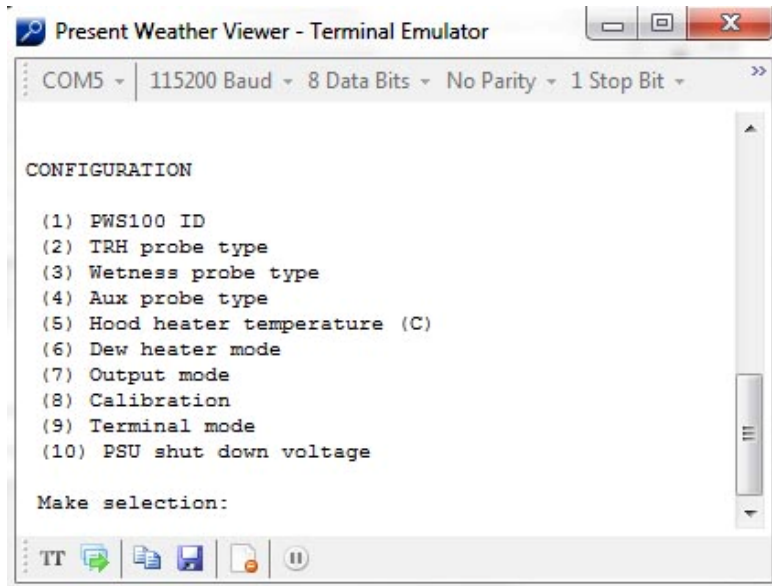 Present Weather Viewer - Terminal Emulator
COM5 115200 Baud 8 Data Bits No Parity 1 Stop Bit
CONFIGURATION
(1) PWS100 ID
(2) TRH probe type
(3) Wetness probe type
(4) Aux probe type
(5) Hood heater temperature (C)
(6) Dew heater mode
(7) Output mode
(8) Calibration
(9) Terminal mode
(10) PSU shut down voltage
Make selection:
TT